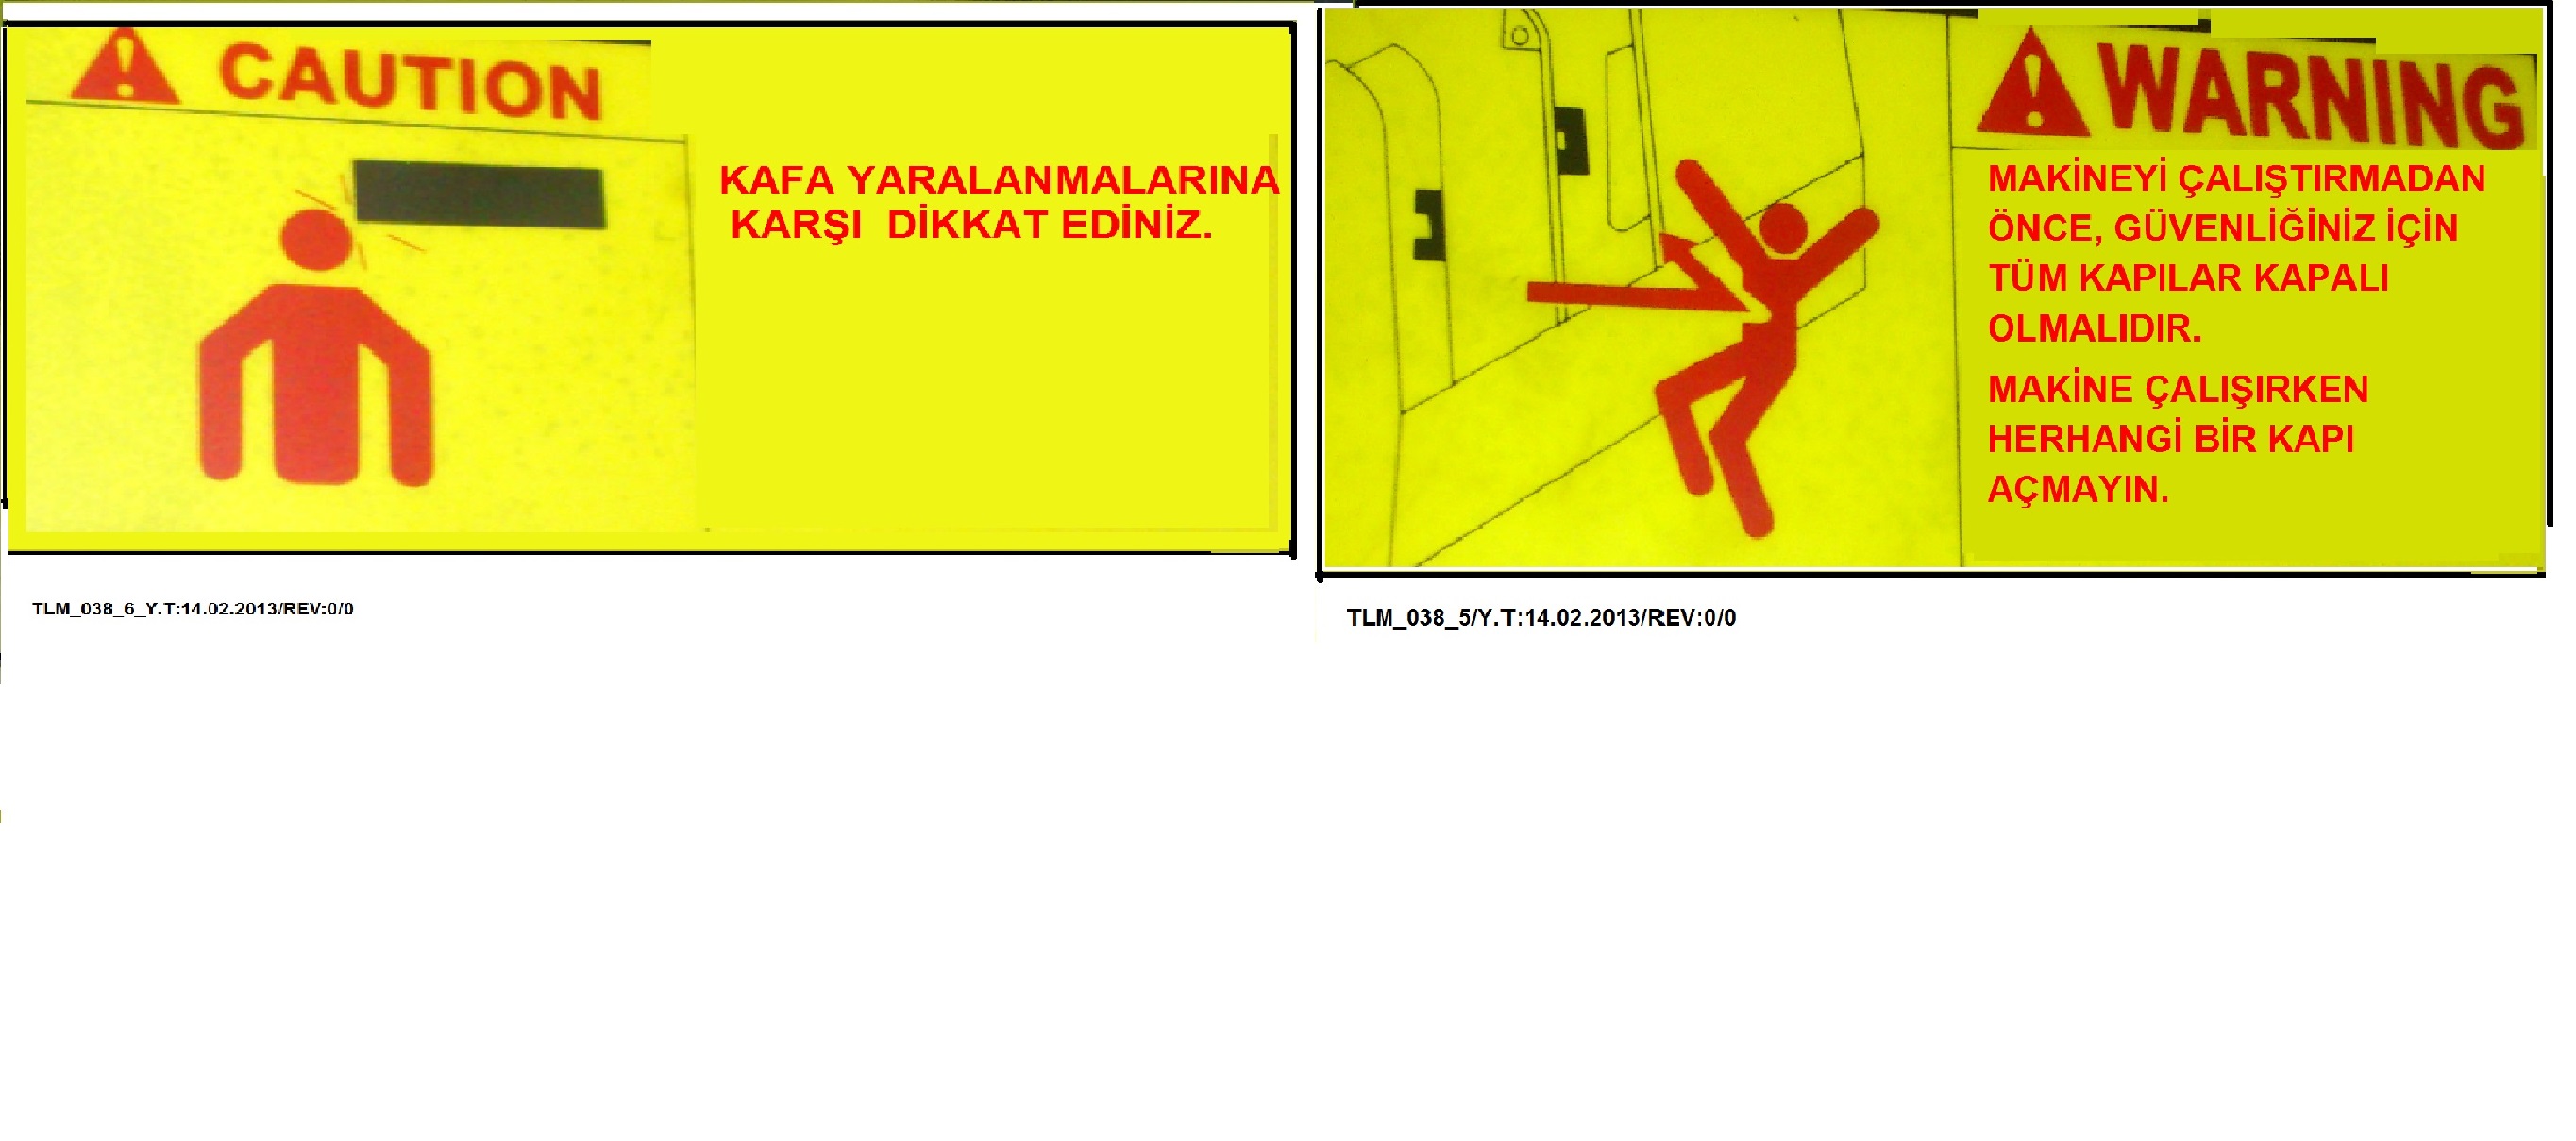 CAUTION
KAFA YARALANMALARINA
KARŞI DİKKAT EDİNİZ.
TLM_038_6_Y.T:14.02.2013/REV:0/0
WARNING
MAKİNEYİ ÇALIŞTIRMADAN
ÖNCE, GÜVENLİĞİNİZ İÇİN
TÜM KAPILAR KAPALI
OLMALIDIR.
MAKİNE ÇALIŞIRKEN
HERHANGİ BİR KAPI
AÇMAYIN.
TLM_038_5/Y.T:14.02.2013/REV:0/0